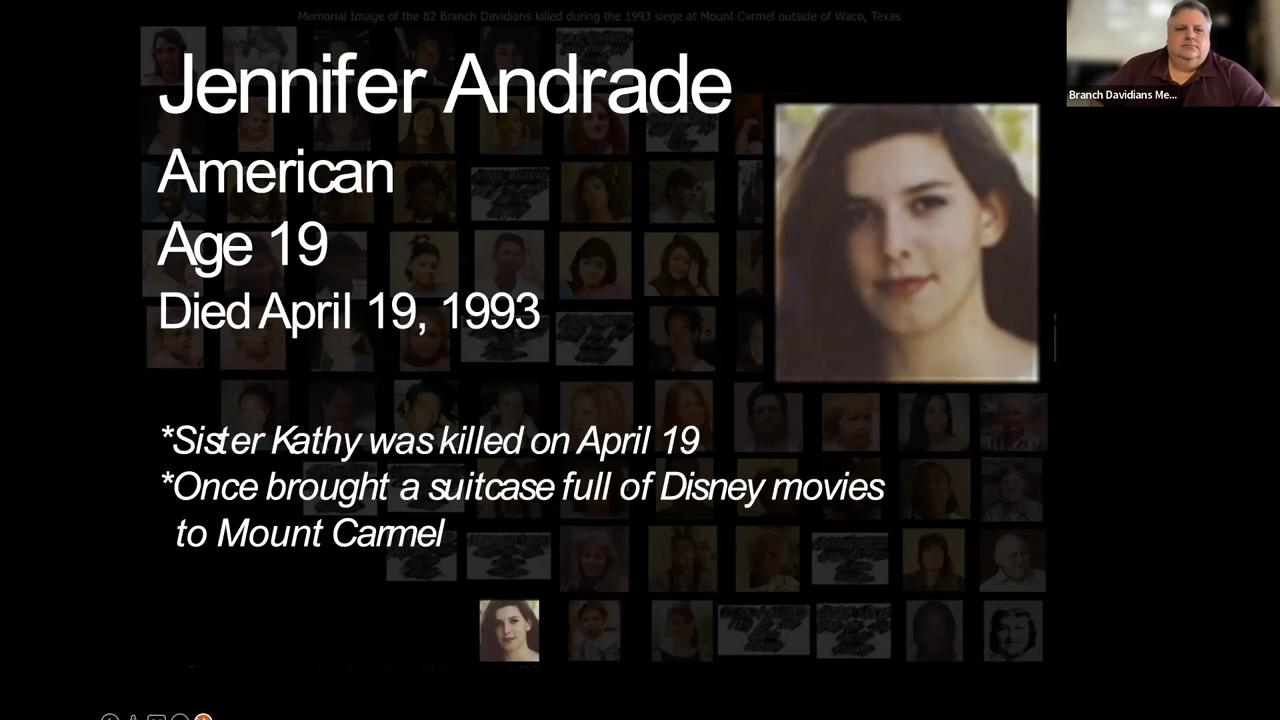 Memorial Image of the 82 Branch Davidians killed during the 1993 siege at Mount Carmel outside of Waco, Texas
Jennifer Andrade
American
Age 19
Died April 19, 1993
*Sister Kathy was killed on April 19
*Once brought a suitcase full of Disney movies
to Mount Carmel
Branch Davidians Me...